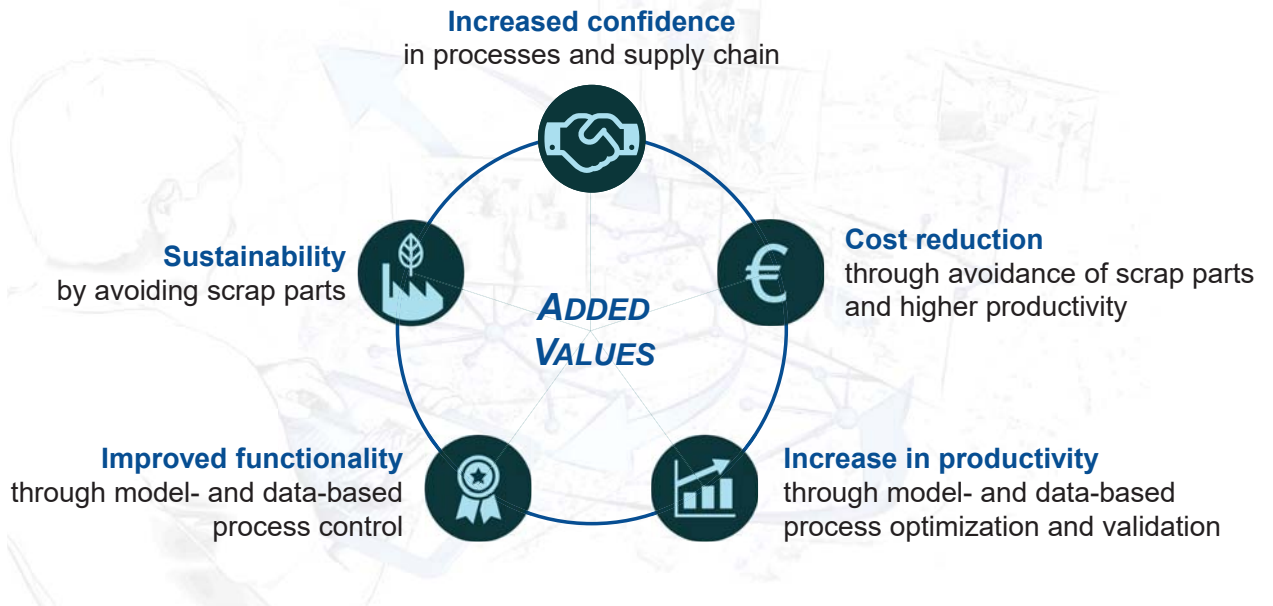 Increased confidence
in processes and supply chain
Cost reduction
through avoidance of scrap parts
and higher productivity
Sustainability
by avoiding scrap parts
€
ADDED
VALUES
Improved functionality
through model- and data-based
process control
Increase in productivity
through model- and data-based
process optimization and validation